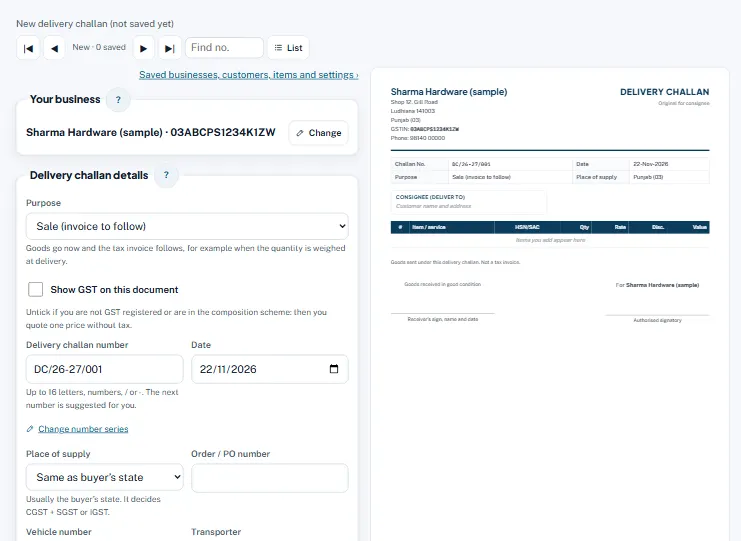 New delivery challan (not saved yet)
New · 0 saved
Find no.
List
Saved businesses, customers, items and settings ›
Your business
?
Sharma Hardware (sample) · 03ABCPS1234K1ZW
Change
Delivery challan details
?
Purpose
Sale (invoice to follow)
Goods go now and the tax invoice follows, for example when the quantity is weighed
at delivery.
Show GST on this document
Untick if you are not GST registered or are in the composition scheme: then you
quote one price without tax.
Delivery challan number
Date
DC/26-27/001
22/11/2026
Up to 16 letters, numbers, / or -. The next
number is suggested for you.
Change number series
Place of supply
Order / PO number
Same as buyer's state
Usually the buyer's state. It decides
CGST + SGST or IGST.
Vehicle number
Transporter
Sharma Hardware (sample)
DELIVERY CHALLAN
Shop 12, Gill Road
Original for consignee
Ludhiana 141003
Punjab (03)
GSTIN: 03ABCPS1234K1ZW
Phone: 98140 00000
Challan No. DC/26-27/001 Date 22-Nov-2026
Purpose Sale (invoice to follow) Place of supply Punjab (03)
CONSIGNEE (DELIVER TO)
Customer name and address
# Item / service HSN/SAC Qty Rate Disc. Value
Items you add appear here
Goods sent under this delivery challan. Not a tax invoice.
Goods received in good condition
For Sharma Hardware (sample)
Receiver's sign, name and date
Authorised signatory